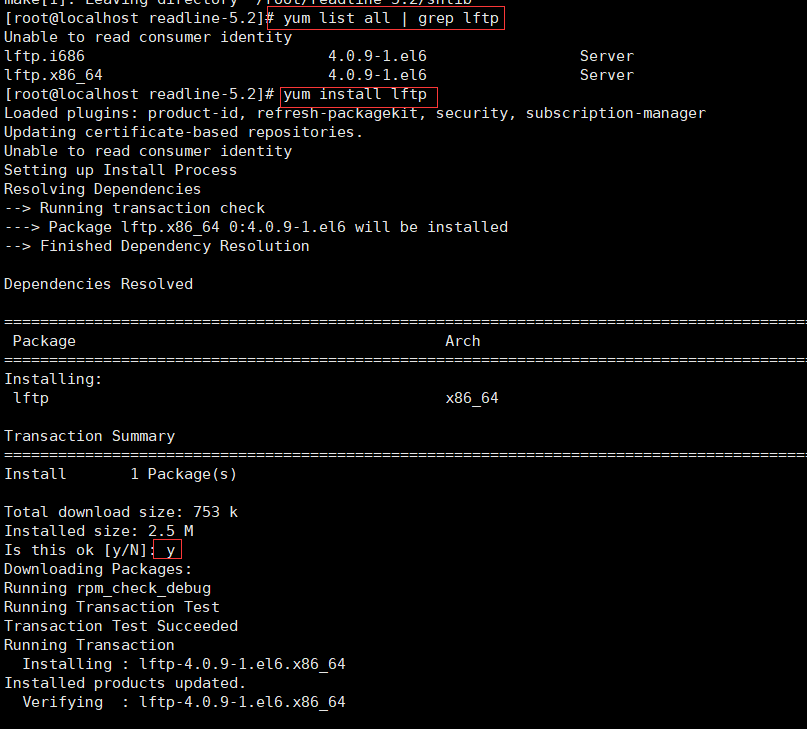 make[1]: Leaving directory `/root/readline-5.2/shlib'
[root@localhost readline-5.2]# yum list all | grep lftp
Unable to read consumer identity
lftp.i686 4.0.9-1.el6 Server
lftp.x86_64 4.0.9-1.el6 Server
[root@localhost readline-5.2]# yum install lftp
Loaded plugins: product-id, refresh-packagekit, security, subscription-manager
Updating certificate-based repositories.
Unable to read consumer identity
Setting up Install Process
Resolving Dependencies
--> Running transaction check
---> Package lftp.x86_64 0:4.0.9-1.el6 will be installed
--> Finished Dependency Resolution
Dependencies Resolved
==========================================================================================
Package Arch
==========================================================================================
Installing:
lftp x86_64
Transaction Summary
==========================================================================================
Install 1 Package(s)
Total download size: 753 k
Installed size: 2.5 M
Is this ok [y/N]: y
Downloading Packages:
Running rpm_check_debug
Running Transaction Test
Transaction Test Succeeded
Running Transaction
Installing : lftp-4.0.9-1.el6.x86_64
Installed products updated.
Verifying : lftp-4.0.9-1.el6.x86_64